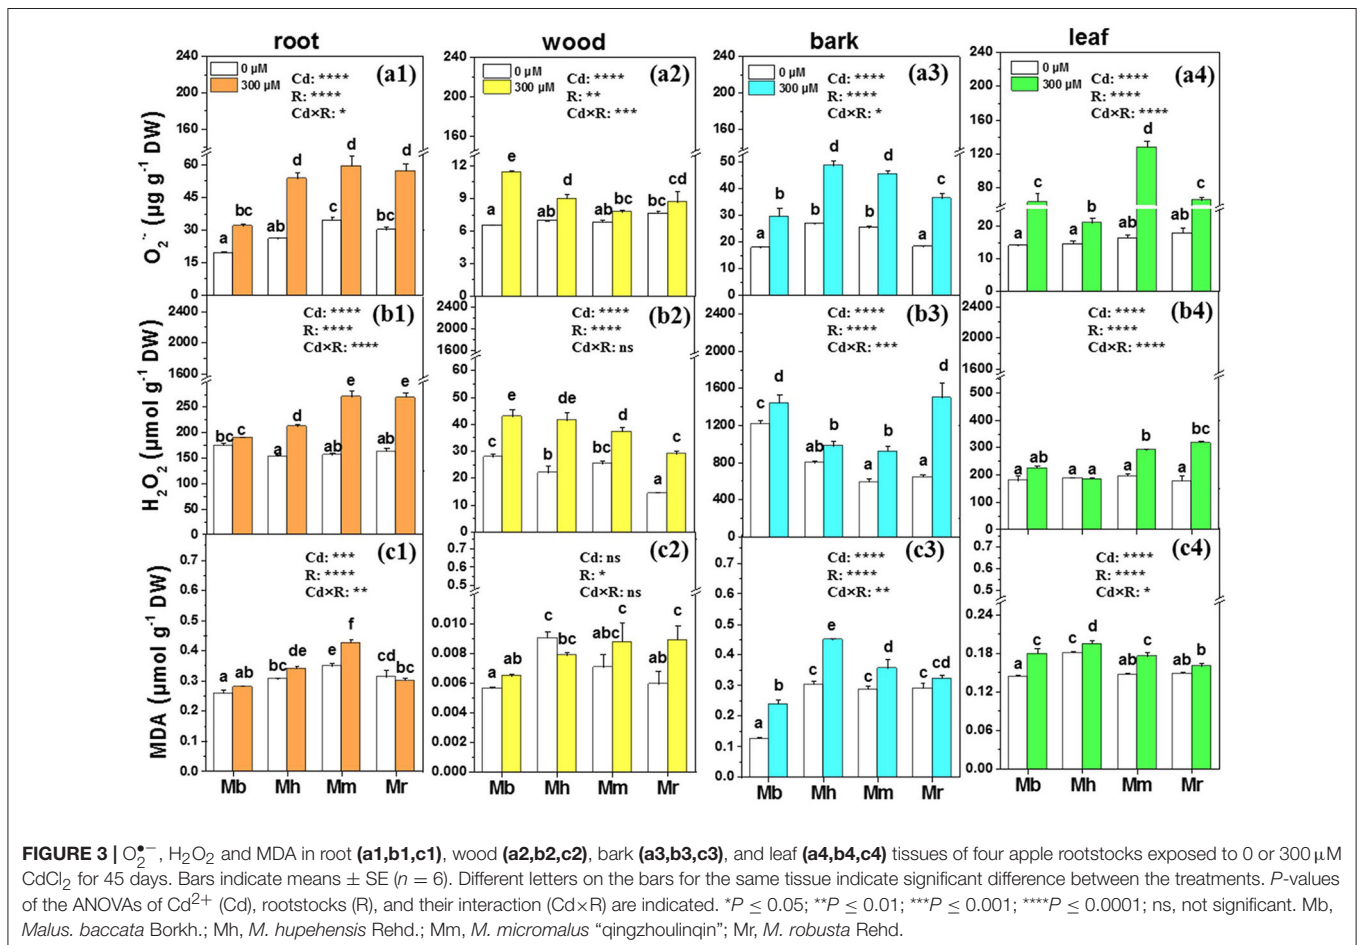 root wood bark leaf
O₂·⁻ (µg g⁻¹ DW)
240
220
200
180
160
140
60
45
30
15
0
0 µM
300 µM
Cd: ****
R: ****
Cd×R: *
(a1)
a bc ab d c d b d
240
220
200
180
160
140
12
9
6
3
0
0 µM
300 µM
Cd: ****
R: **
Cd×R: ***
(a2)
a e ab d ab bc bc cd
240
220
200
180
160
140
50
40
30
20
10
0
0 µM
300 µM
Cd: ****
R: ****
Cd×R: *
(a3)
a b b d b d a c
240
200
160
120
80
20
15
10
5
0
0 µM
300 µM
Cd: ****
R: ****
Cd×R: ****
(a4)
a c a b ab d ab c
H₂O₂ (µmol g⁻¹ DW)
2400
2000
1600
250
200
150
100
50
0
Cd: ****
R: ****
Cd×R: ****
(b1)
bc c a d ab e ab e
2400
2000
1600
60
50
40
30
20
10
0
Cd: ****
R: ****
Cd×R: ns
(b2)
c e b de bc d a c
2400
2000
1600
1200
800
400
0
Cd: ****
R: ****
Cd×R: ***
(b3)
c d ab b a b a d
2400
2000
1600
500
400
300
200
100
0
Cd: ****
R: ****
Cd×R: ****
(b4)
a ab a a a b a bc
MDA (µmol g⁻¹ DW)
0.7
0.6
0.5
0.4
0.3
0.2
0.1
0.0
Cd: ***
R: ****
Cd×R: **
(c1)
a ab bc de e f cd bc
0.7
0.6
0.5
0.010
0.008
0.006
0.004
0.002
0.000
Cd: ns
R: *
Cd×R: ns
(c2)
a ab c bc abc c ab c
0.7
0.6
0.5
0.4
0.3
0.2
0.1
0.0
Cd: ****
R: ****
Cd×R: **
(c3)
a b c e c d c cd
0.7
0.6
0.5
0.24
0.18
0.12
0.06
0.00
Cd: ****
R: ****
Cd×R: *
(c4)
a c c d ab c ab b
Mb Mh Mm Mr Mb Mh Mm Mr Mb Mh Mm Mr Mb Mh Mm Mr
FIGURE 3 | O₂•−, H₂O₂ and MDA in root (a1,b1,c1), wood (a2,b2,c2), bark (a3,b3,c3), and leaf (a4,b4,c4) tissues of four apple rootstocks exposed to 0 or 300 µM
CdCl₂ for 45 days. Bars indicate means ± SE (n = 6). Different letters on the bars for the same tissue indicate significant difference between the treatments. P-values
of the ANOVAs of Cd²⁺ (Cd), rootstocks (R), and their interaction (Cd×R) are indicated. *P ≤ 0.05; **P ≤ 0.01; ***P ≤ 0.001; ****P ≤ 0.0001; ns, not significant. Mb,
Malus. baccata Borkh.; Mh, M. hupehensis Rehd.; Mm, M. micromalus “qingzhoulinqin”; Mr, M. robusta Rehd.